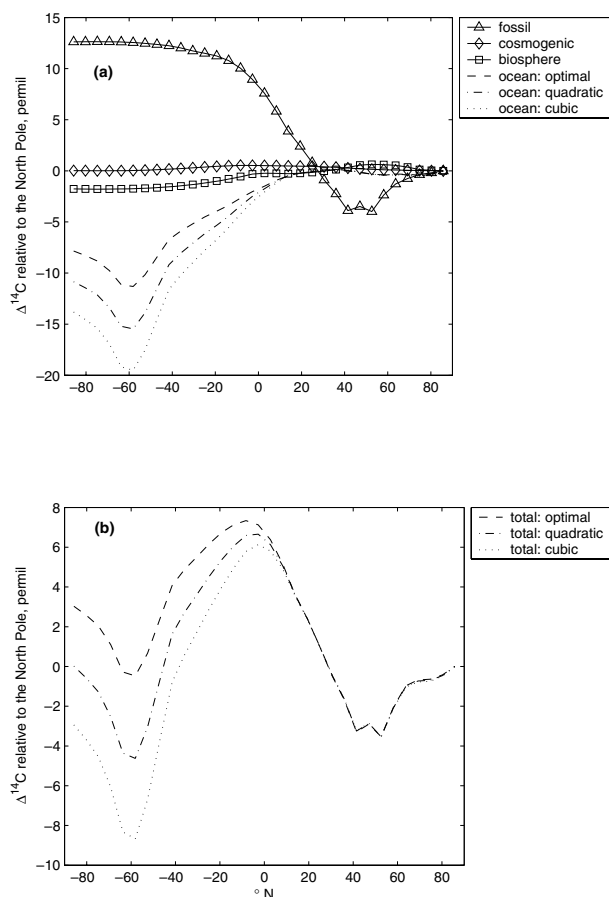 fossil
cosmogenic
biosphere
ocean: optimal
ocean: quadratic
ocean: cubic
(a)
Δ¹⁴C relative to the North Pole, permil
15
10
5
0
−5
−10
−15
−20
−80 −60 −40 −20 0 20 40 60 80
total: optimal
total: quadratic
total: cubic
(b)
Δ¹⁴C relative to the North Pole, permil
8
6
4
2
0
−2
−4
−6
−8
−10
−80 −60 −40 −20 0 20 40 60 80
° N